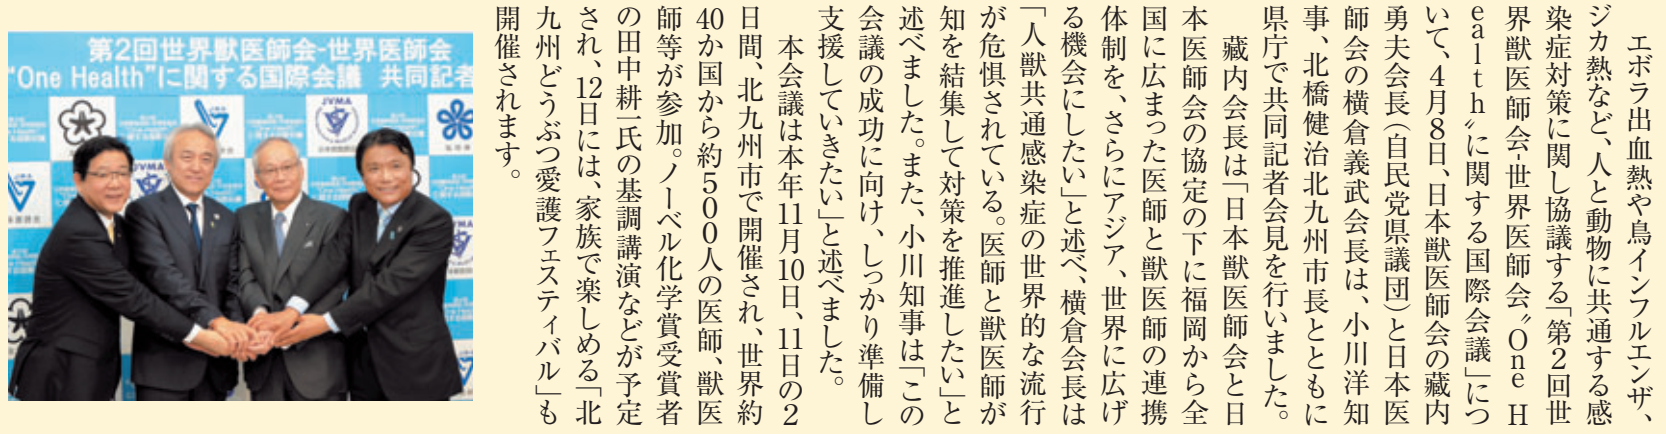 エボラ出血熱や鳥インフルエンザ、
ジカ熱など、人と動物に共通する感
染症対策に関し協議する「第2回世
界獣医師会-世界医師会〝One H
ealth〟に関する国際会議」につ
いて、4月8日、日本獣医師会の藏内
勇夫会長（自民党県議団）と日本医
師会の横倉義武会長は、小川洋知
事、北橋健治北九州市長とともに
県庁で共同記者会見を行いました。
藏内会長は「日本獣医師会と日
本医師会の協定の下に福岡から全
国に広まった医師と獣医師の連携
体制を、さらにアジア、世界に広げ
る機会にしたい」と述べ、横倉会長は
「人獣共通感染症の世界的な流行
が危惧されている。医師と獣医師が
知を結集して対策を推進したい」と
述べました。また、小川知事は「この
会議の成功に向け、しっかり準備し
支援していきたい」と述べました。
本会議は本年11月10日、11日の2
日間、北九州市で開催され、世界約
40か国から約500人の医師、獣医
師等が参加。ノーベル化学賞受賞者
の田中耕一氏の基調講演などが予定
され、12日には、家族で楽しめる「北
九州どうぶつ愛護フェスティバル」も
開催されます。
第2回世界獣医師会-世界医師会
“One Health”に関する国際会議 共同記者
JVMA
JVMA